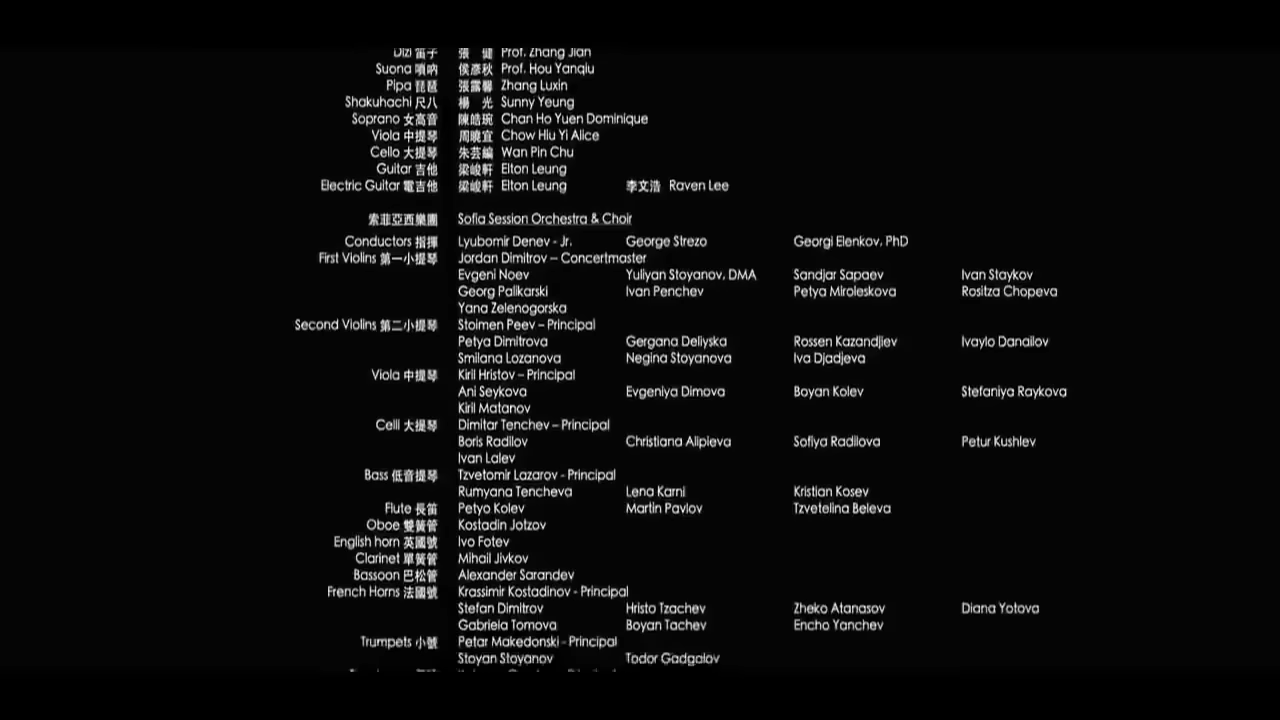 Dizi 笛子 張 健 Prof. Zhang Jian
Suona 嗩吶 侯彥秋 Prof. Hou Yanqiu
Pipa 琵琶 張露馨 Zhang Luxin
Shakuhachi 尺八 楊 光 Sunny Yeung
Soprano 女高音 陳皓琬 Chan Ho Yuen Dominique
Viola 中提琴 周曉宜 Chow Hiu Yi Alice
Cello 大提琴 朱芸編 Wan Pin Chu
Guitar 吉他 梁峻軒 Elton Leung
Electric Guitar 電吉他 梁峻軒 Elton Leung 李文浩 Raven Lee
索菲亞西樂團 Sofia Session Orchestra & Choir
Conductors 指揮 Lyubomir Denev - Jr. George Strezo Georgi Elenkov, PhD
First Violins 第一小提琴 Jordan Dimitrov – Concertmaster
Evgeni Noev Yuliyan Stoyanov, DMA Sandjar Sapaev Ivan Staykov
Georg Palikarski Ivan Penchev Petya Miroleskova Rositza Chopeva
Yana Zelenogorska
Second Violins 第二小提琴 Stoimen Peev – Principal
Petya Dimitrova Gergana Deliyska Rossen Kazandjiev Ivaylo Danailov
Smilana Lozanova Negina Stoyanova Iva Djadjeva
Viola 中提琴 Kiril Hristov – Principal
Ani Seykova Evgeniya Dimova Boyan Kolev Stefaniya Raykova
Kiril Matanov
Celli 大提琴 Dimitar Tenchev – Principal
Boris Radilov Christiana Alipieva Sofiya Radilova Petur Kushlev
Ivan Lalev
Bass 低音提琴 Tzvetomir Lazarov - Principal
Rumyana Tencheva Lena Karni Kristian Kosev
Flute 長笛 Petyo Kolev Martin Pavlov Tzvetelina Beleva
Oboe 雙簧管 Kostadin Jotzov
English horn 英國號 Ivo Fotev
Clarinet 單簧管 Mihail Jivkov
Bassoon 巴松管 Alexander Sarandev
French Horns 法國號 Krassimir Kostadinov - Principal
Stefan Dimitrov Hristo Tzachev Zheko Atanasov Diana Yotova
Gabriela Tomova Boyan Tachev Encho Yanchev
Trumpets 小號 Petar Makedonski - Principal
Stoyan Stoyanov Todor Gadgalov